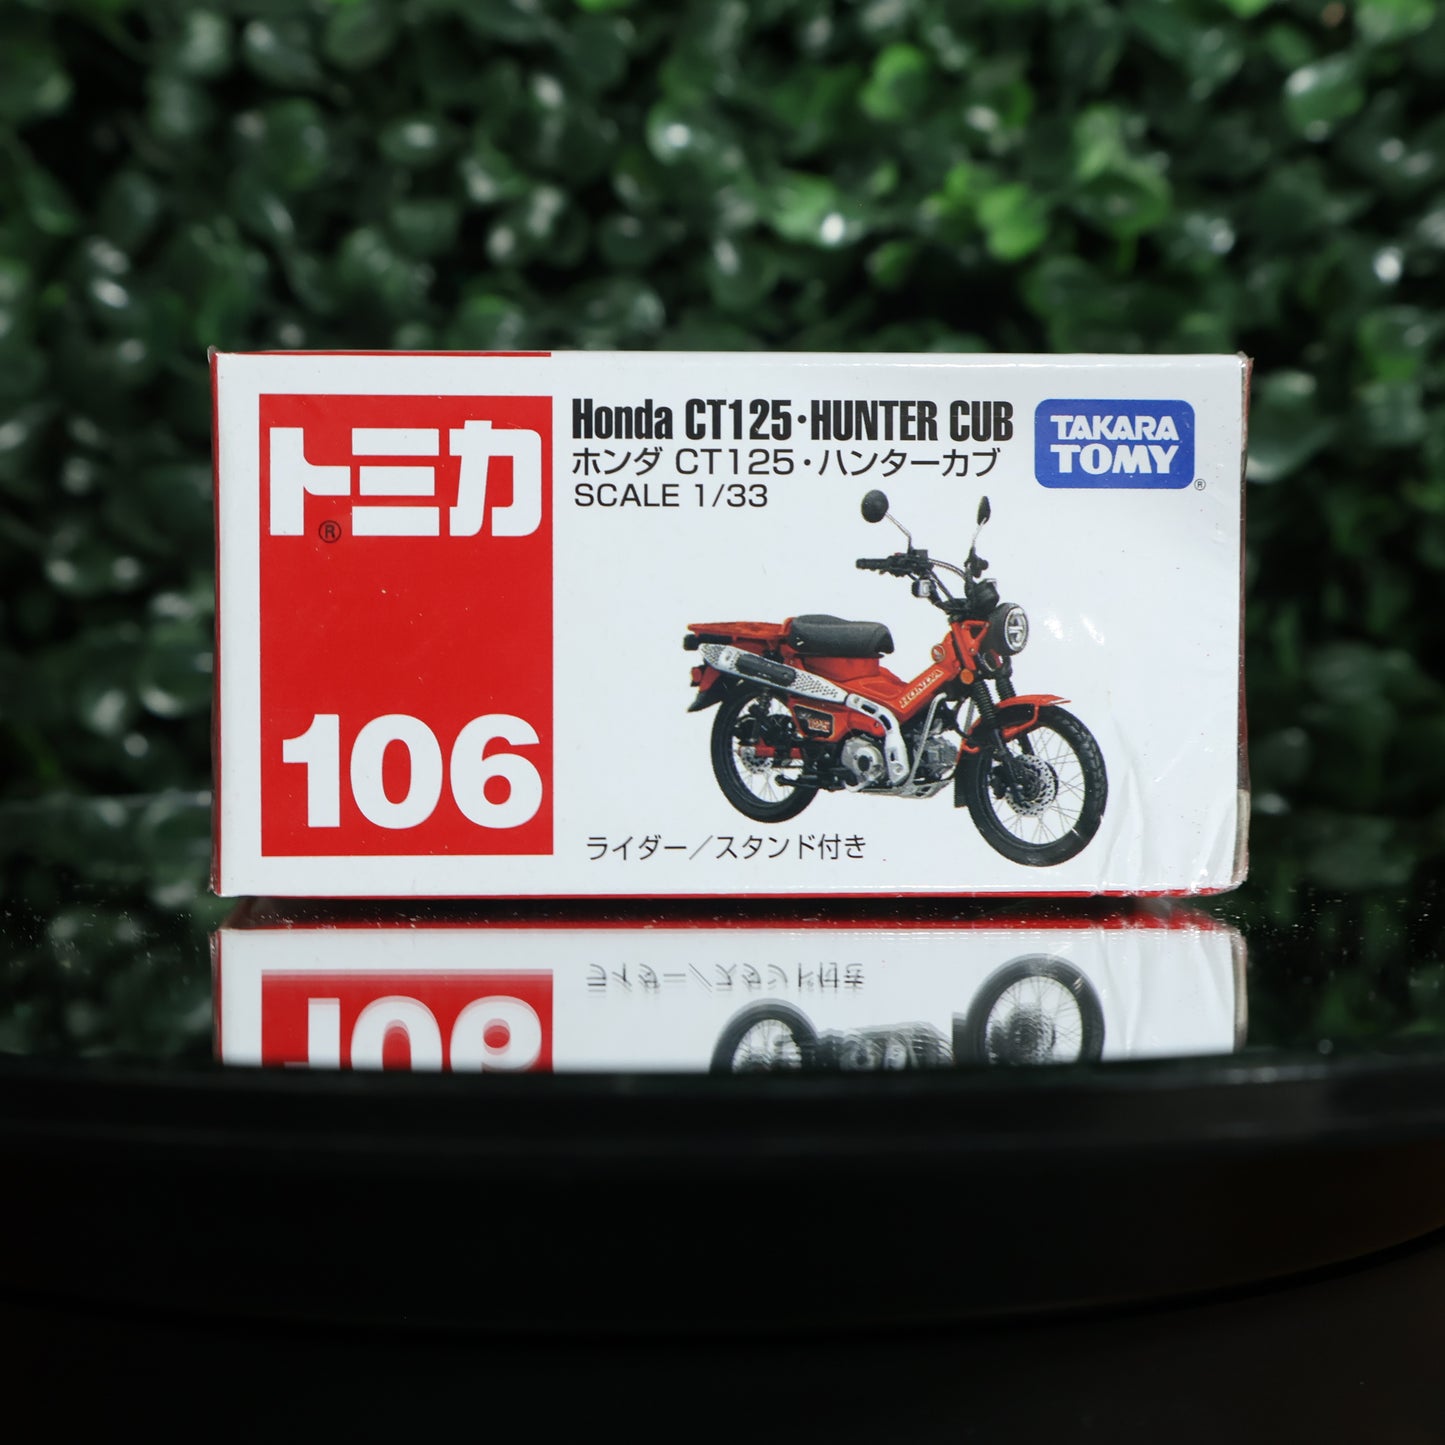 トミカ
®
106
Honda CT125・HUNTER CUB
ホンダ CT125・ハンターカブ
SCALE 1/33
TAKARA
TOMY
®
HONDA
ライダー／スタンド付き